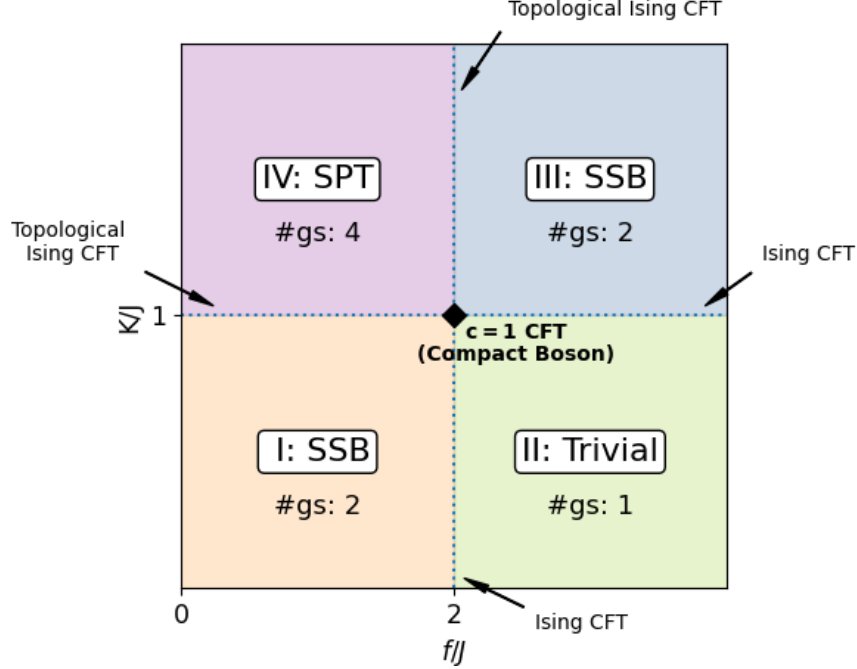 Topological Ising CFT
IV: SPT
#gs: 4
III: SSB
#gs: 2
Topological
Ising CFT
Ising CFT
K/J
1
c = 1 CFT
(Compact Boson)
I: SSB
#gs: 2
II: Trivial
#gs: 1
0
2
Ising CFT
f/J